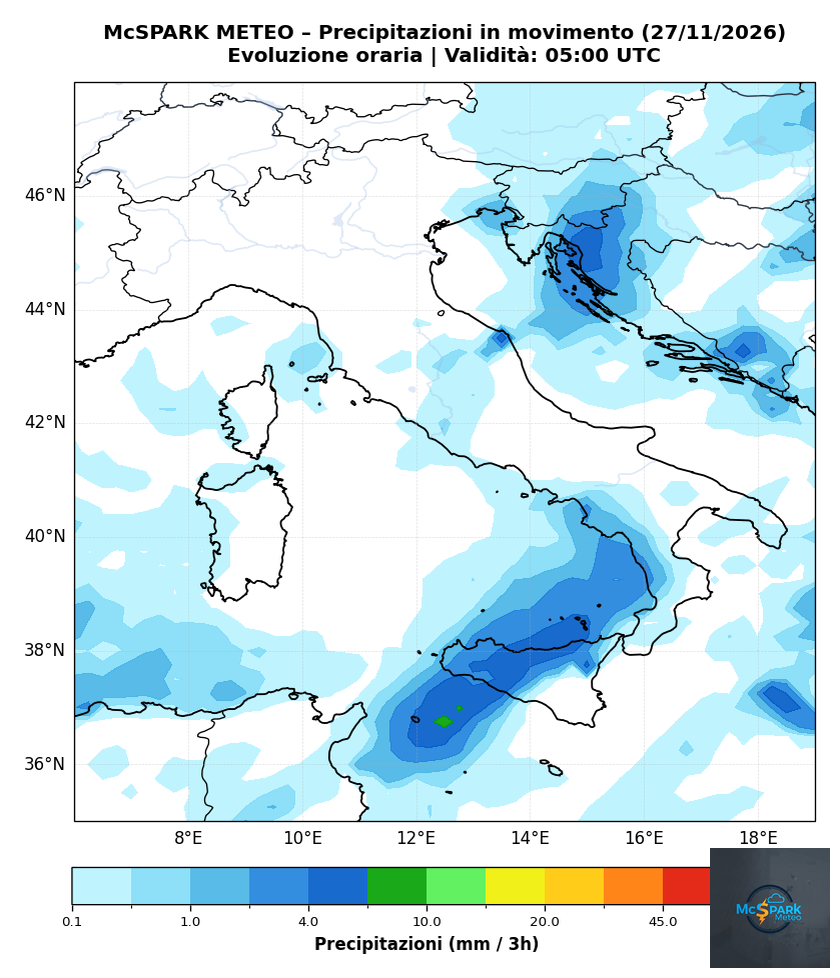 McSPARK METEO – Precipitazioni in movimento (27/11/2026)
Evoluzione oraria | Validità: 05:00 UTC
46°N
44°N
42°N
40°N
38°N
36°N
8°E 10°E 12°E 14°E 16°E 18°E
0.1 1.0 4.0 10.0 20.0 45.0
Precipitazioni (mm / 3h)
McSPARK
Meteo